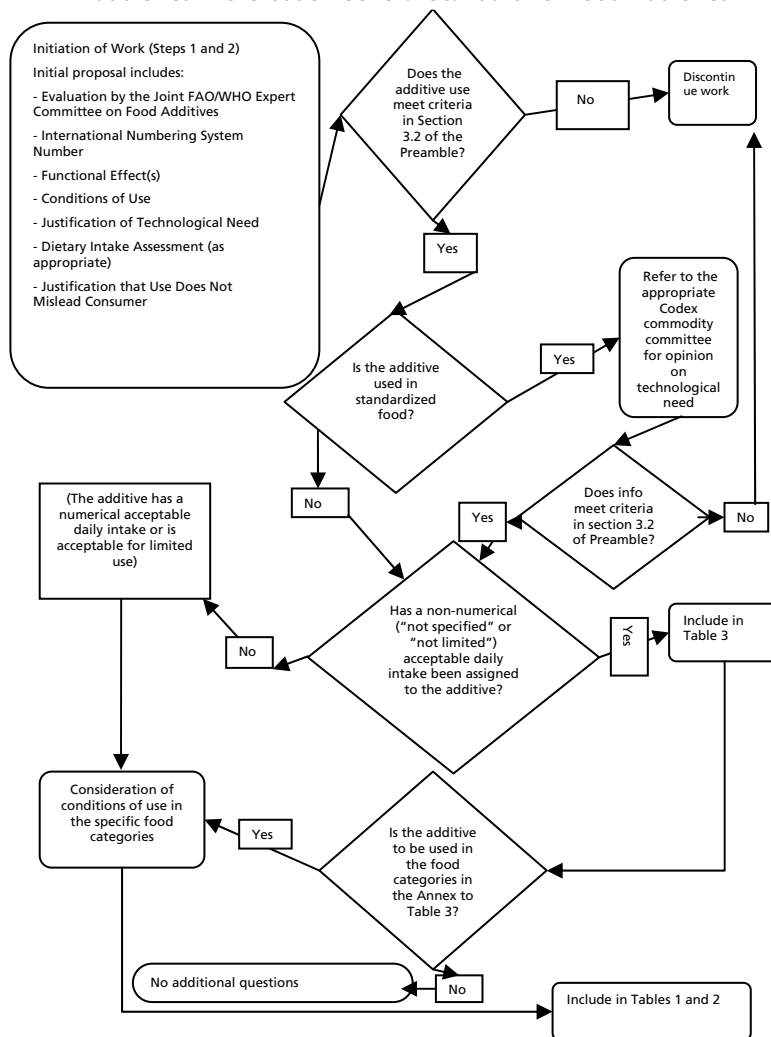 Initiation of Work (Steps 1 and 2)
Initial proposal includes:
- Evaluation by the Joint FAO/WHO Expert
Committee on Food Additives
- International Numbering System
Number
- Functional Effect(s)
- Conditions of Use
- Justification of Technological Need
- Dietary Intake Assessment (as
appropriate)
- Justification that Use Does Not
Mislead Consumer
Does the
additive use
meet criteria
in Section
3.2 of the
Preamble?
No
Discontin
ue work
Yes
Is the additive
used in
standardized
food?
Yes
Refer to the
appropriate
Codex
commodity
committee
for opinion
on
technological
need
No
Does info
meet criteria
in section 3.2
of Preamble?
Yes
No
(The additive has a
numerical acceptable
daily intake or is
acceptable for limited
use)
Has a non-numerical
("not specified" or
"not limited")
acceptable daily
intake been assigned
to the additive?
No
Yes
Include in
Table 3
Consideration of
conditions of use in
the specific food
categories
Yes
Is the additive
to be used in
the food
categories in
the Annex to
Table 3?
No
No additional questions
Include in Tables 1 and 2